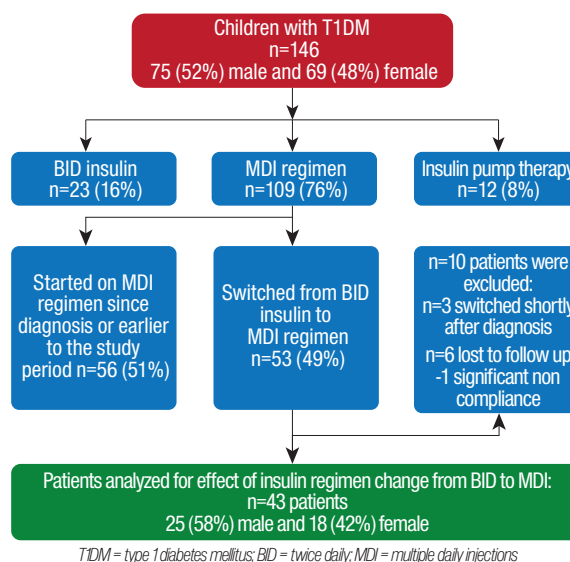 Children with T1DM
n=146
75 (52%) male and 69 (48%) female
BID insulin
n=23 (16%)
MDI regimen
n=109 (76%)
Insulin pump therapy
n=12 (8%)
Started on MDI
regimen since
diagnosis or earlier
to the study
period n=56 (51%)
Switched from BID
insulin to
MDI regimen
n=53 (49%)
n=10 patients were
excluded:
n=3 switched shortly
after diagnosis
n=6 lost to follow up
-1 significant non
compliance
Patients analyzed for effect of insulin regimen change from BID to MDI:
n=43 patients
25 (58%) male and 18 (42%) female
T1DM = type 1 diabetes mellitus; BID = twice daily; MDI = multiple daily injections